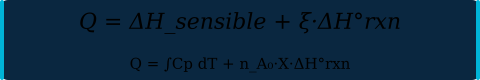 Q = ΔH_sensible + ξ·ΔH°rxn
Q = ∫Cp dT + n_A₀·X·ΔH°rxn